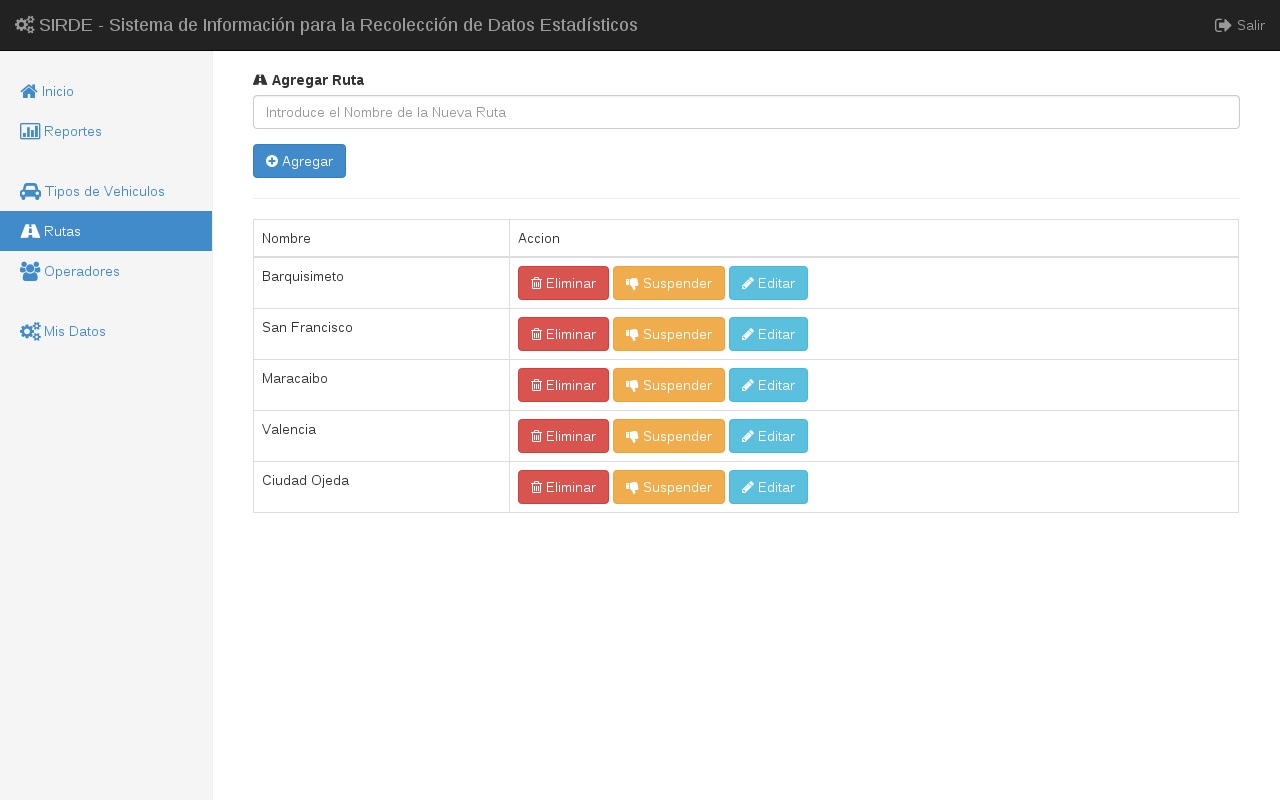 SIRDE - Sistema de Información para la Recolección de Datos Estadísticos
Salir
Inicio
Reportes
Tipos de Vehiculos
Rutas
Operadores
Mis Datos
Agregar Ruta
Introduce el Nombre de la Nueva Ruta
Agregar
Nombre Accion
Barquisimeto Eliminar Suspender Editar
San Francisco Eliminar Suspender Editar
Maracaibo Eliminar Suspender Editar
Valencia Eliminar Suspender Editar
Ciudad Ojeda Eliminar Suspender Editar